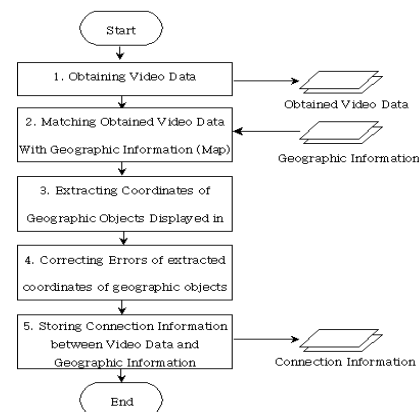 Start
1. Obtaining Video Data
Obtained Video Data
2. Matching Obtained Video Data
With Geographic Information (Map)
Geographic Information
3. Extracting Coordinates of
Geographic Objects Displayed in
4. Correcting Errors of extracted
coordinates of geographic objects
5. Storing Connection Information
between Video Data and
Geographic Information
Connection Information
End